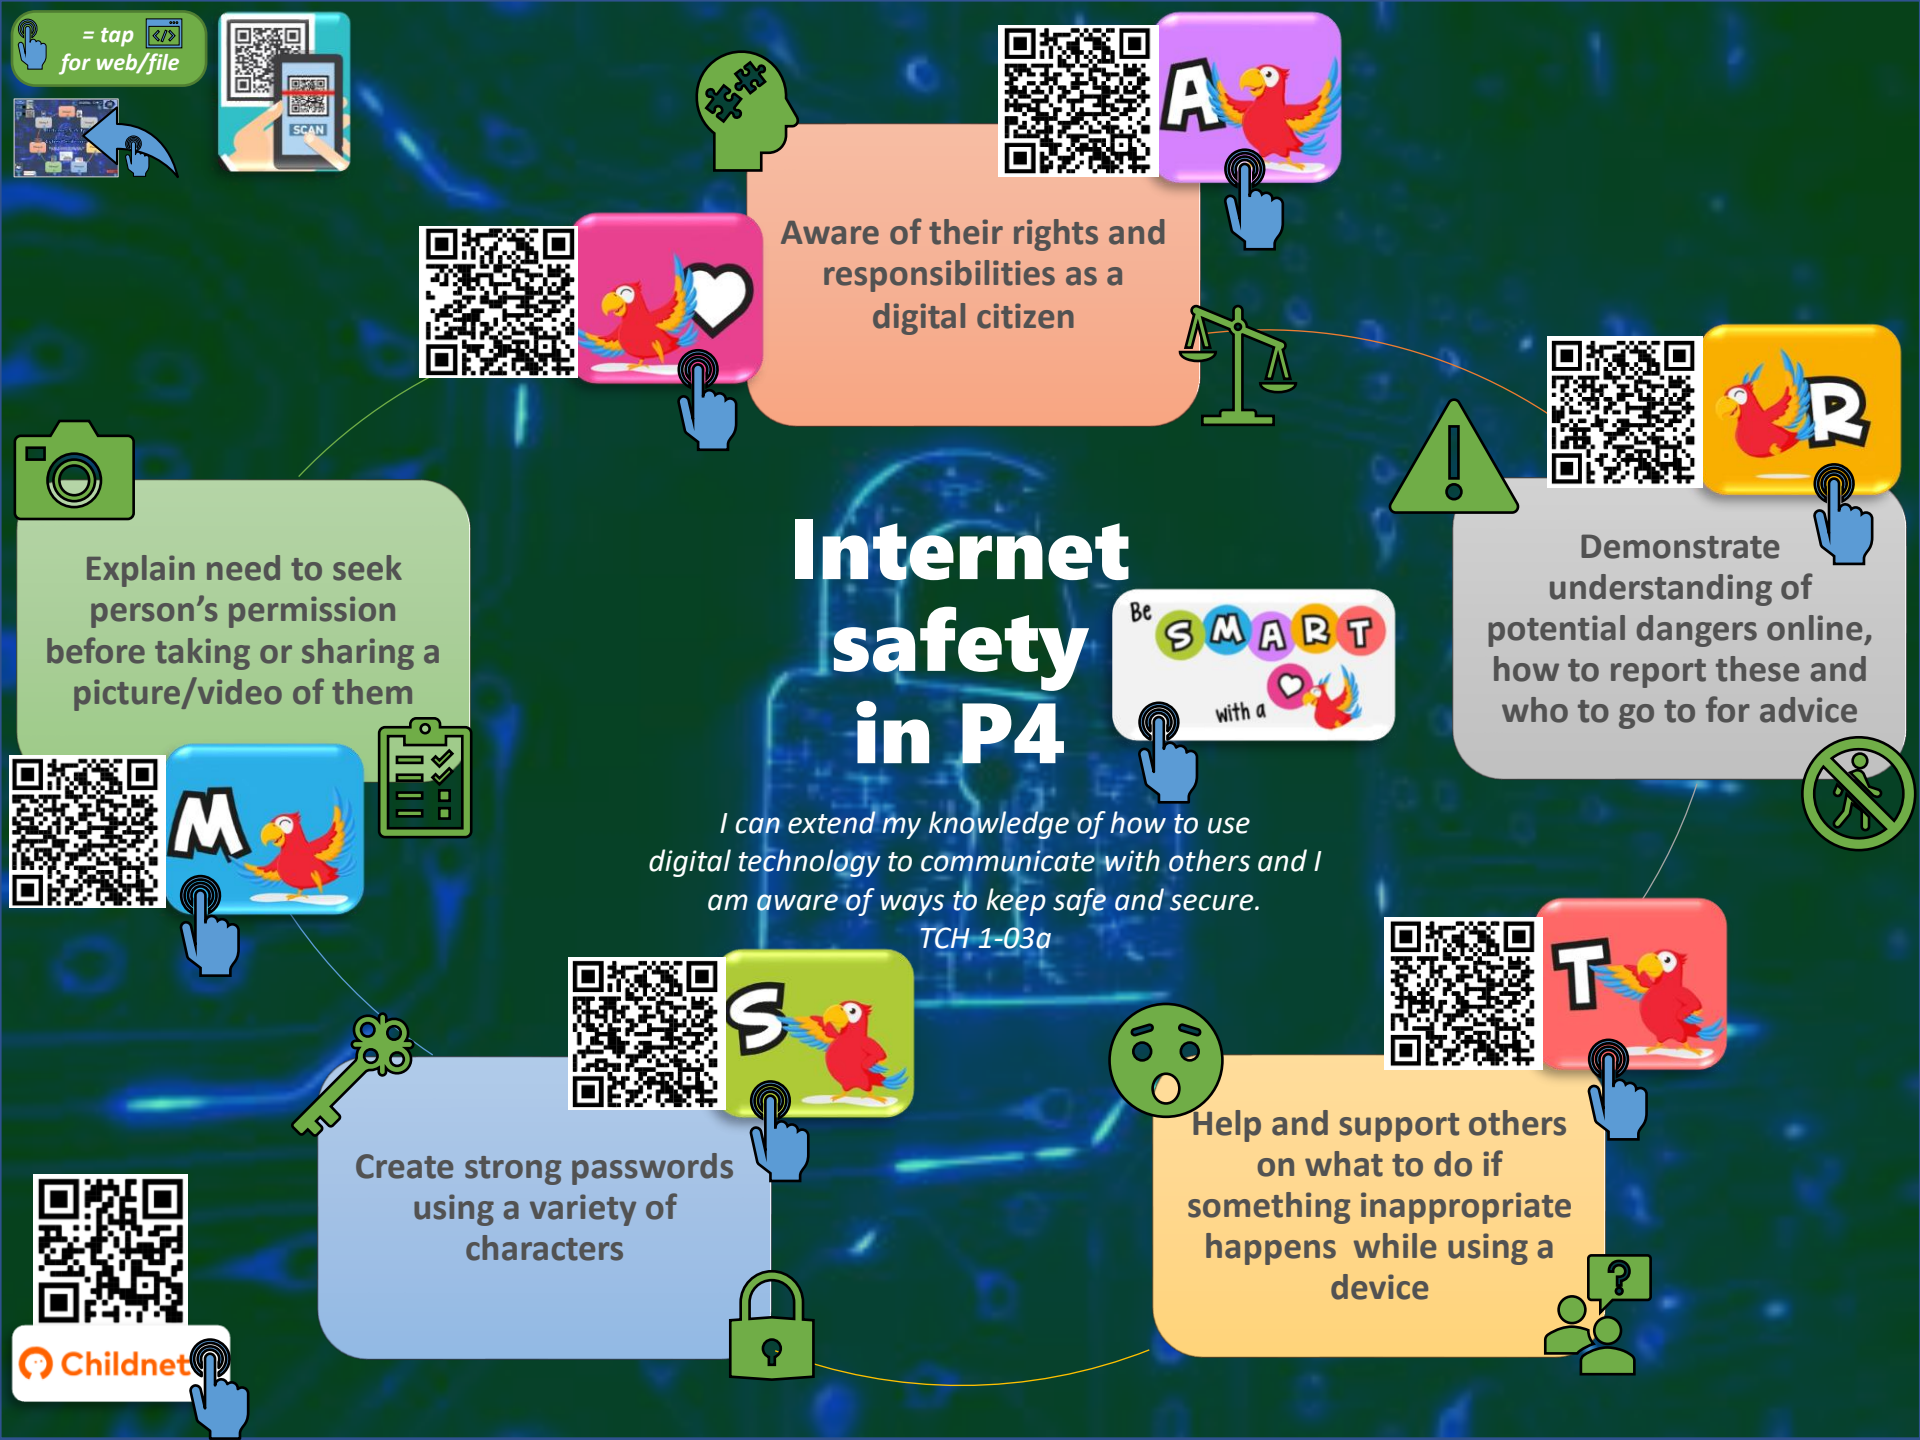 = tap
for web/file
SCAN
A
Aware of their rights and
responsibilities as a
digital citizen
R
Demonstrate
understanding of
potential dangers online,
how to report these and
who to go to for advice
Explain need to seek
person's permission
before taking or sharing a
picture/video of them
M
Internet
safety
in P4
Be
SMART
with a
I can extend my knowledge of how to use
digital technology to communicate with others and I
am aware of ways to keep safe and secure.
TCH 1-03a
S
Create strong passwords
using a variety of
characters
T
Help and support others
on what to do if
something inappropriate
happens  while using a
device
?
Childnet